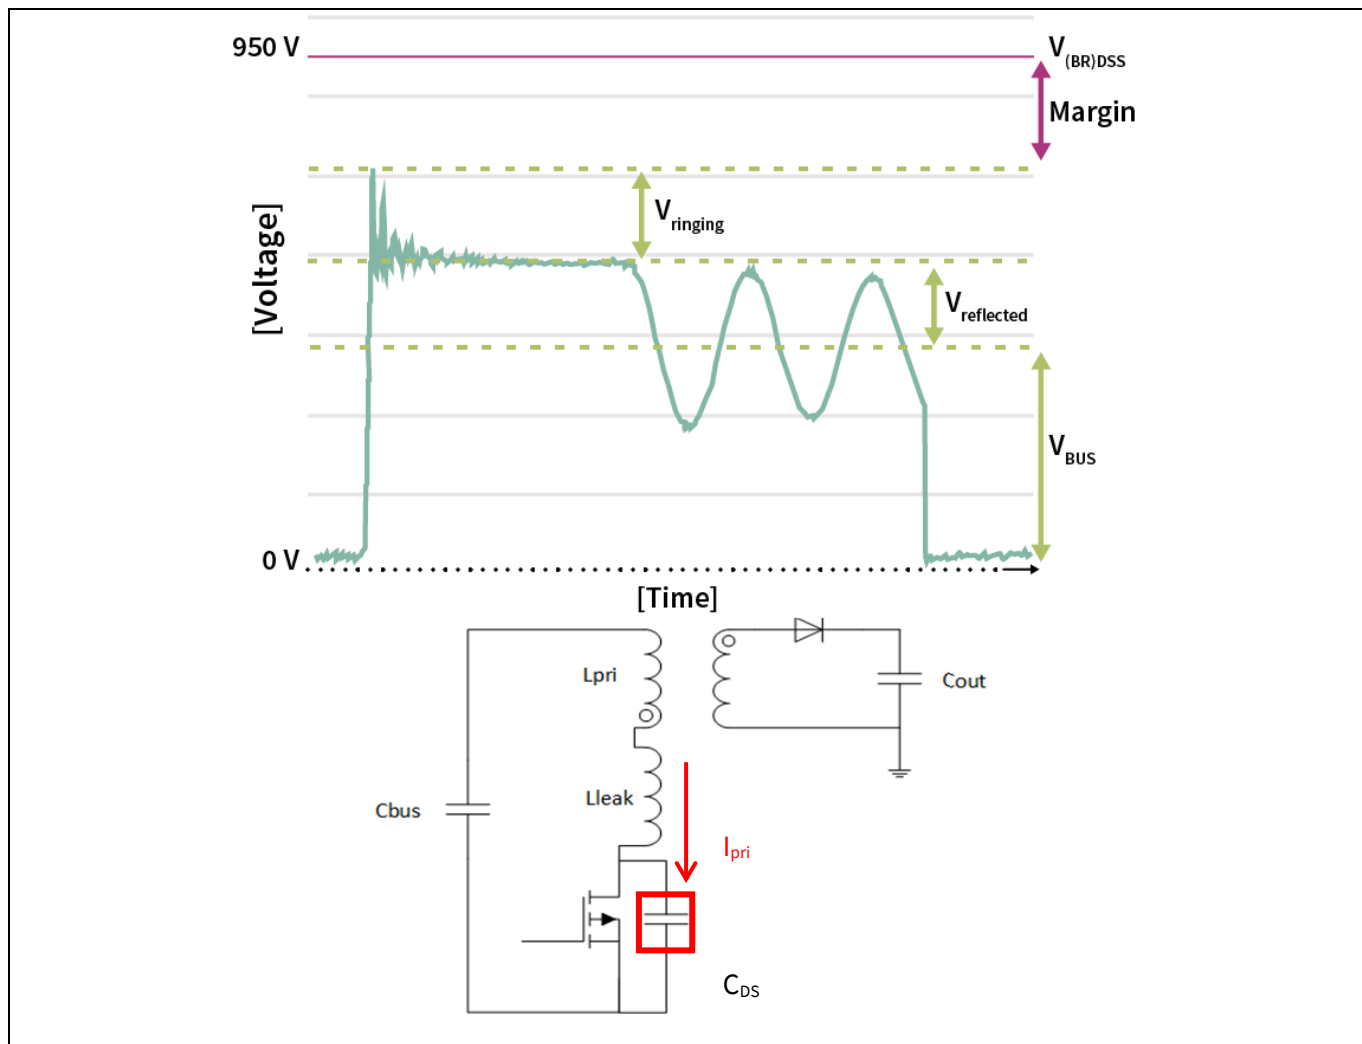 950 V
V(BR)DSS
Margin
Vringing
[Voltage]
Vreflected
VBUS
0 V
[Time]
Lpri
Cout
Lleak
Cbus
Ipri
CDS